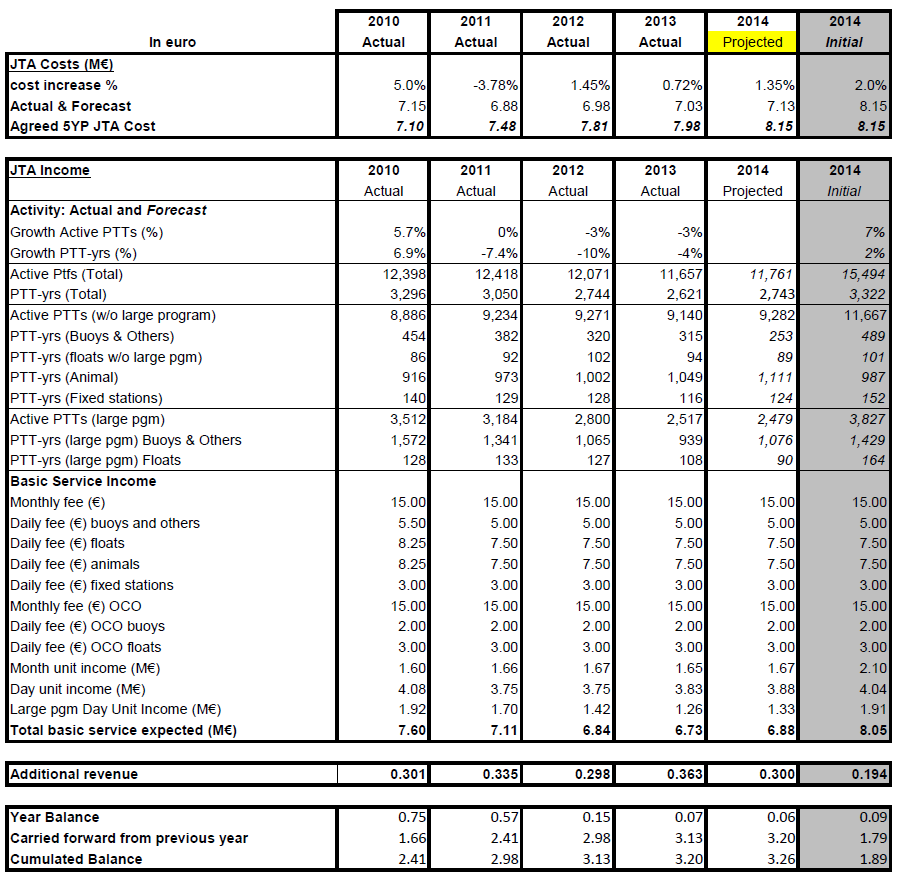 2010 2011 2012 2013 2014 2014
In euro Actual Actual Actual Actual Projected Initial
JTA Costs (M€)
cost increase % 5.0% -3.78% 1.45% 0.72% 1.35% 2.0%
Actual & Forecast 7.15 6.88 6.98 7.03 7.13 8.15
Agreed 5YP JTA Cost 7.10 7.48 7.81 7.98 8.15 8.15
JTA Income 2010 2011 2012 2013 2014 2014
Actual Actual Actual Actual Projected Initial
Activity: Actual and Forecast
Growth Active PTTs (%) 5.7% 0% -3% -3% 7%
Growth PTT-yrs (%) 6.9% -7.4% -10% -4% 2%
Active Ptfs (Total) 12,398 12,418 12,071 11,657 11,761 15,494
PTT-yrs (Total) 3,296 3,050 2,744 2,621 2,743 3,322
Active PTTs (w/o large program) 8,886 9,234 9,271 9,140 9,282 11,667
PTT-yrs (Buoys & Others) 454 382 320 315 253 489
PTT-yrs (floats w/o large pgm) 86 92 102 94 89 101
PTT-yrs (Animal) 916 973 1,002 1,049 1,111 987
PTT-yrs (Fixed stations) 140 129 128 116 124 152
Active PTTs (large pgm) 3,512 3,184 2,800 2,517 2,479 3,827
PTT-yrs (large pgm) Buoys & Others 1,572 1,341 1,065 939 1,076 1,429
PTT-yrs (large pgm) Floats 128 133 127 108 90 164
Basic Service Income
Monthly fee (€) 15.00 15.00 15.00 15.00 15.00 15.00
Daily fee (€) buoys and others 5.50 5.00 5.00 5.00 5.00 5.00
Daily fee (€) floats 8.25 7.50 7.50 7.50 7.50 7.50
Daily fee (€) animals 8.25 7.50 7.50 7.50 7.50 7.50
Daily fee (€) fixed stations 3.00 3.00 3.00 3.00 3.00 3.00
Monthly fee (€) OCO 15.00 15.00 15.00 15.00 15.00 15.00
Daily fee (€) OCO buoys 2.00 2.00 2.00 2.00 2.00 2.00
Daily fee (€) OCO floats 3.00 3.00 3.00 3.00 3.00 3.00
Month unit income (M€) 1.60 1.66 1.67 1.65 1.67 2.10
Day unit income (M€) 4.08 3.75 3.75 3.83 3.88 4.04
Large pgm Day Unit Income (M€) 1.92 1.70 1.42 1.26 1.33 1.91
Total basic service expected (M€) 7.60 7.11 6.84 6.73 6.88 8.05
Additional revenue 0.301 0.335 0.298 0.363 0.300 0.194
Year Balance 0.75 0.57 0.15 0.07 0.06 0.09
Carried forward from previous year 1.66 2.41 2.98 3.13 3.20 1.79
Cumulated Balance 2.41 2.98 3.13 3.20 3.26 1.89